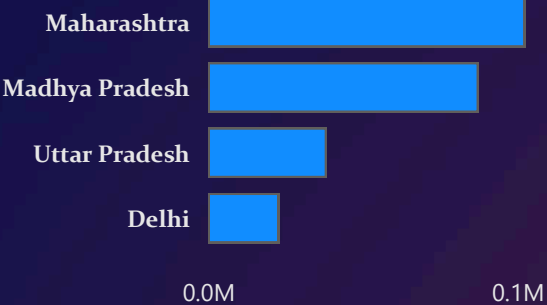 Maharashtra
Madhya Pradesh
Uttar Pradesh
Delhi
0.0M 0.1M